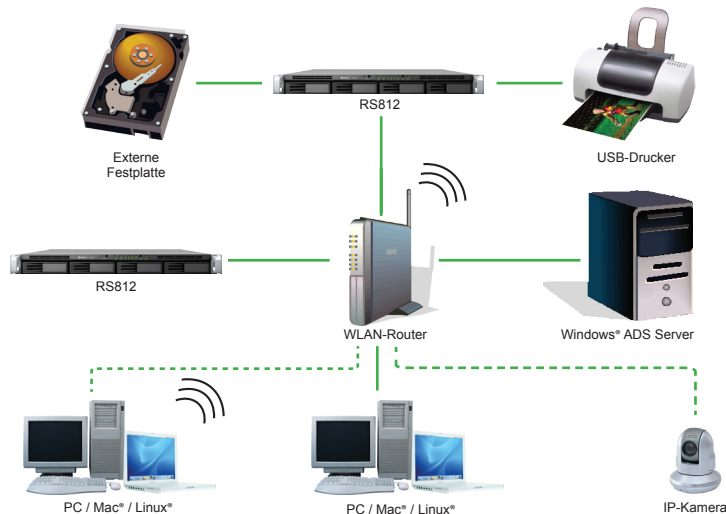 RS812
Externe
Festplatte
USB-Drucker
RS812
WLAN-Router
Windows® ADS Server
PC / Mac® / Linux®
PC / Mac® / Linux®
IP-Kamera